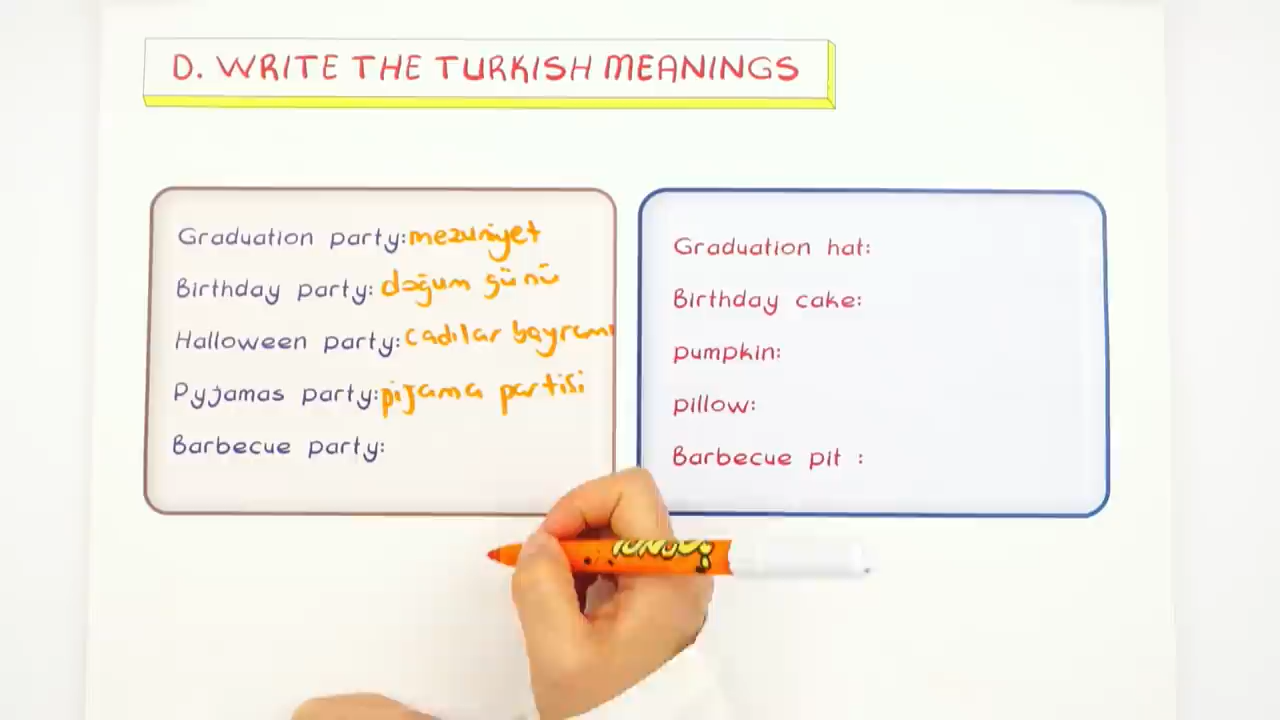 D. WRITE THE TURKISH MEANINGS
Graduation party: mezuniyet
Birthday party: doğum günü
Halloween party: cadılar bayramı
Pyjamas party: pijama partisi
Barbecue party:
Graduation hat:
Birthday cake:
pumpkin:
pillow:
Barbecue pit :